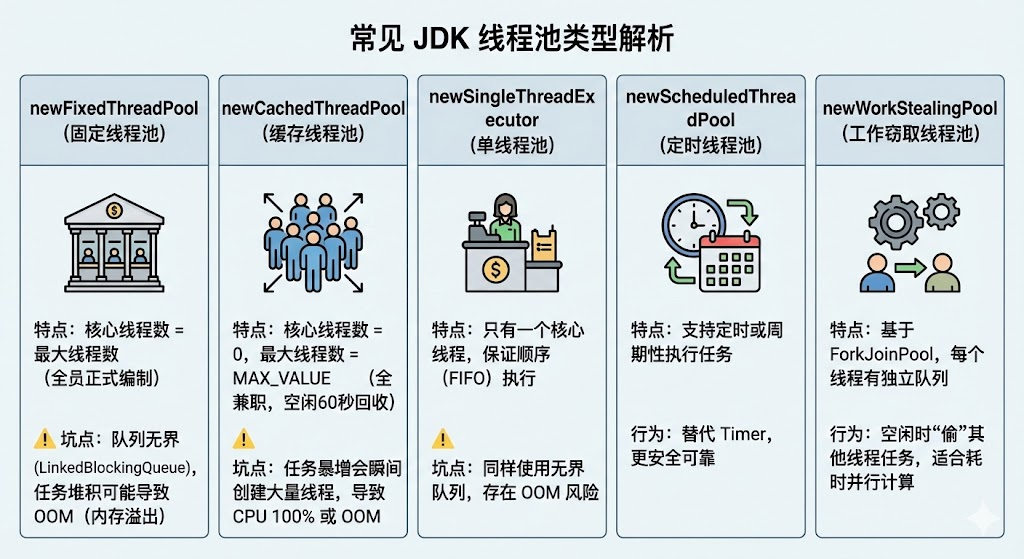 常见 JDK 线程池类型解析
newFixedThreadPool
（固定线程池）
特点：核心线程数 =
最大线程数
（全员正式编制）
坑点：队列无界
(LinkedBlockingQueue)，
任务堆积可能导致
OOM（内存溢出）
newCachedThreadPool
（缓存线程池）
特点：核心线程数 =
0，最大线程数 =
MAX_VALUE （全
兼职，空闲60秒回收）
坑点：任务暴增会瞬间
创建大量线程，导致
CPU 100% 或 OOM
newSingleThreadEx
ecutor
（单线程池）
特点：只有一个核心
线程，保证顺序
（FIFO）执行
坑点：同样使用无界
队列，存在 OOM 风险
newScheduledThrea
dPool
（定时线程池）
特点：支持定时或周
期性执行任务
行为：替代 Timer，
更安全可靠
newWorkStealingPool
（工作窃取线程池）
特点：基于
ForkJoinPool，每个
线程有独立队列
行为：空闲时“偷”其
他线程任务，适合耗
时并行计算